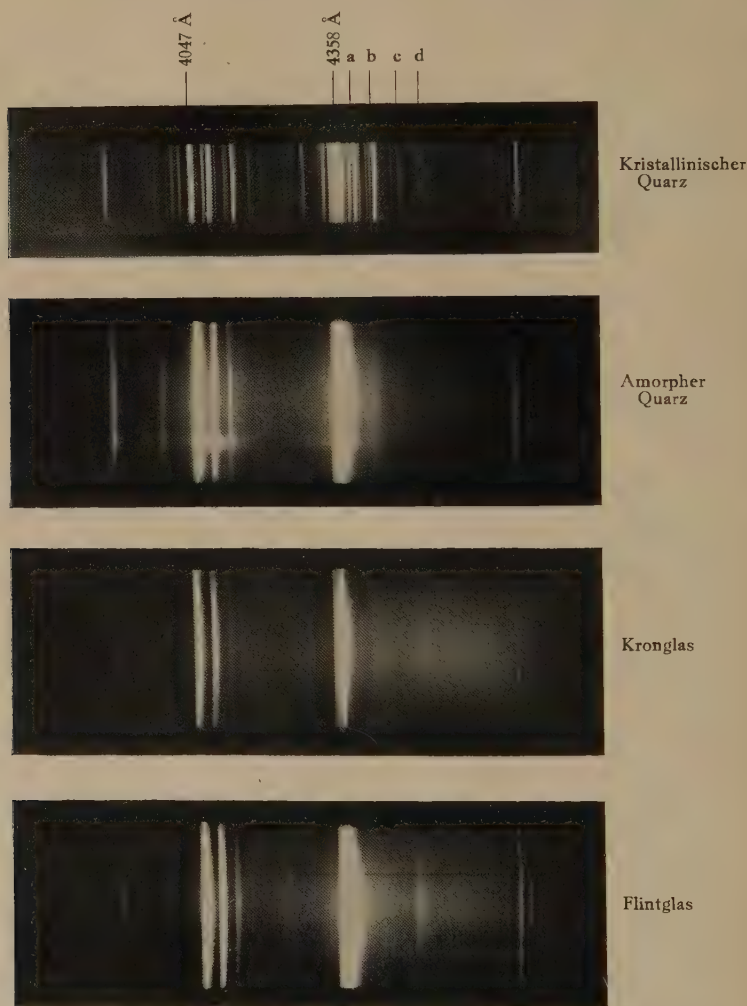 4047 Å
4358 Å
a
b
c
d
Kristallinischer
Quarz
Amorpher
Quarz
Kronglas
Flintglas